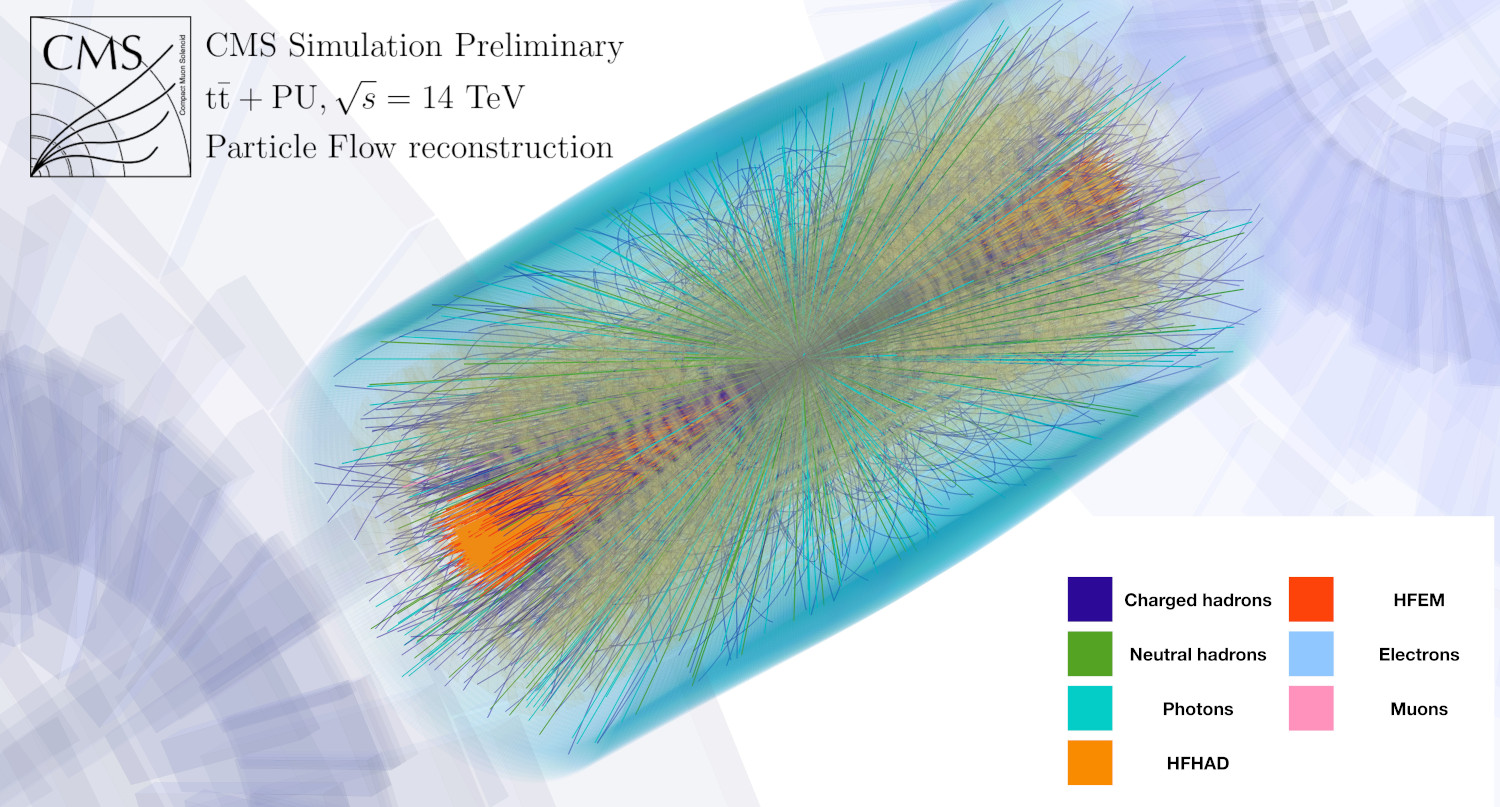 CMS
Compact Muon Solenoid
CMS Simulation Preliminary
tt̄ + PU, √s = 14 TeV
Particle Flow reconstruction
Charged hadrons
HFEM
Neutral hadrons
Electrons
Photons
Muons
HFHAD